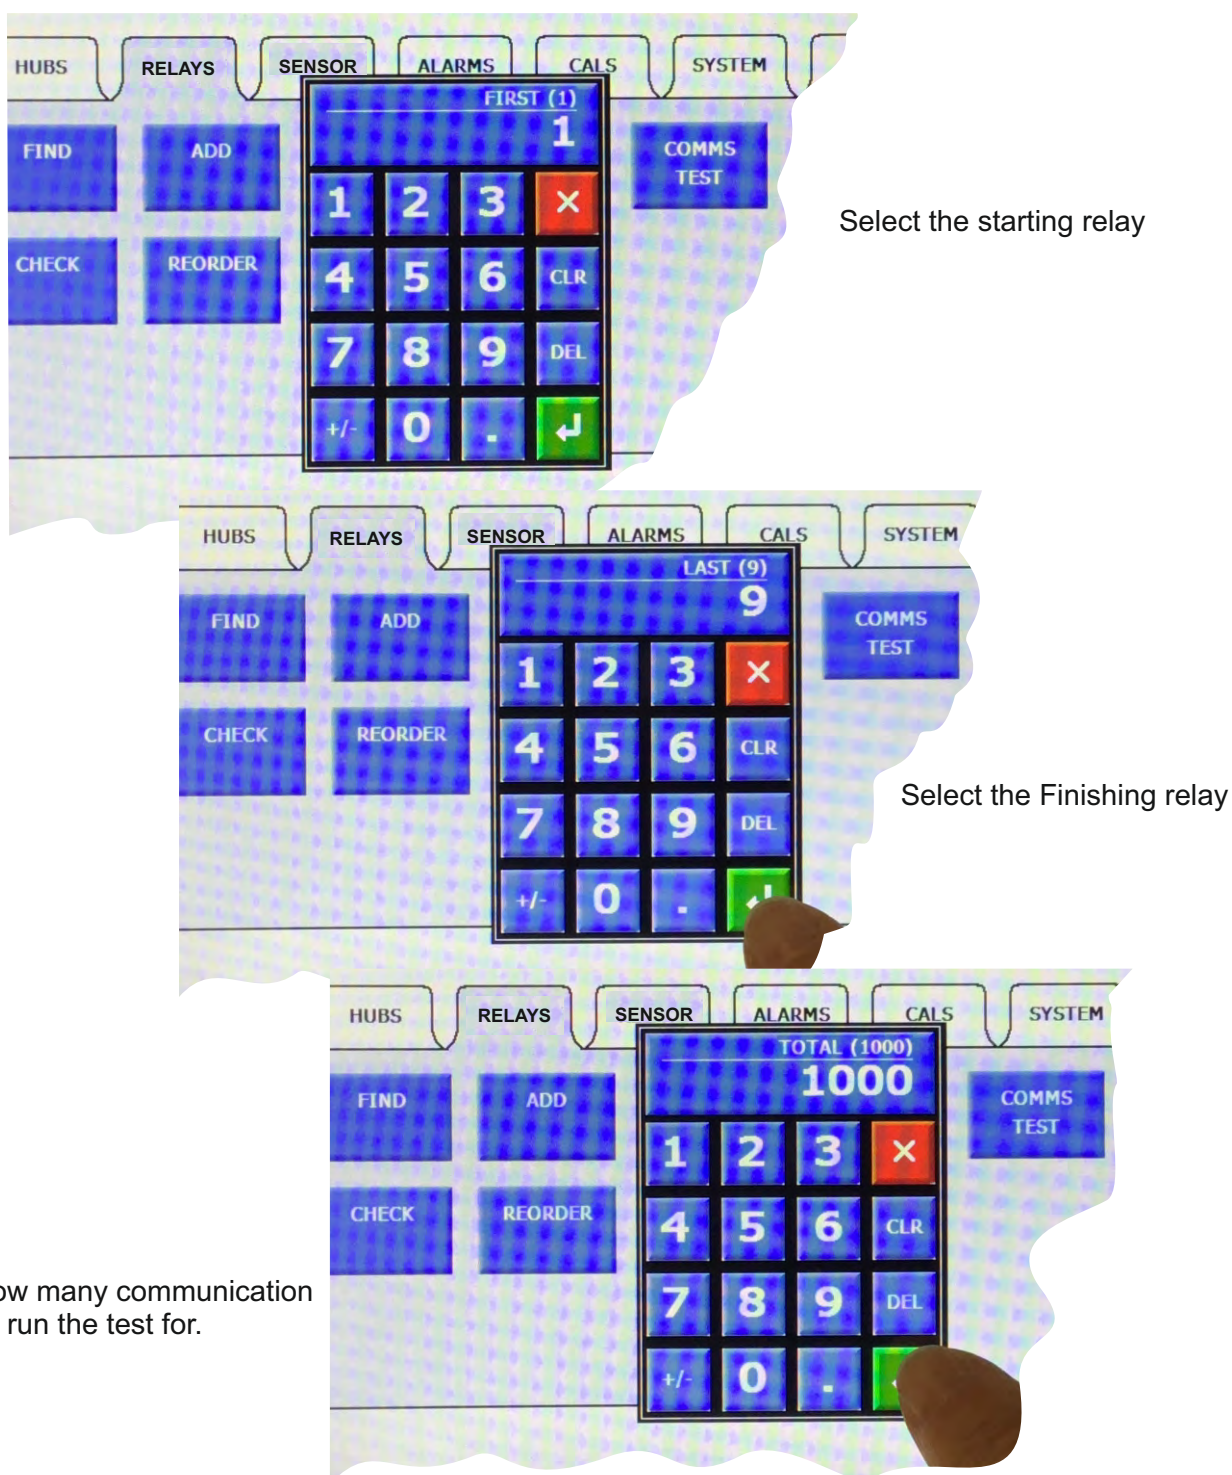 HUBS RELAYS SENSOR ALARMS CALS SYSTEM
FIRST (1)
1
FIND ADD COMMS TEST
1 2 3 ×
CHECK REORDER
4 5 6 CLR
7 8 9 DEL
+/- 0 . ↵
Select the starting relay
HUBS RELAYS SENSOR ALARMS CALS SYSTEM
LAST (9)
9
FIND ADD COMMS TEST
1 2 3 ×
CHECK REORDER
4 5 6 CLR
7 8 9 DEL
+/- 0 .
Select the Finishing relay
HUBS RELAYS SENSOR ALARMS CALS SYSTEM
TOTAL (1000)
1000
FIND ADD COMMS TEST
1 2 3 ×
CHECK REORDER
4 5 6 CLR
7 8 9 DEL
+/- 0 .
many communication
run the test for.